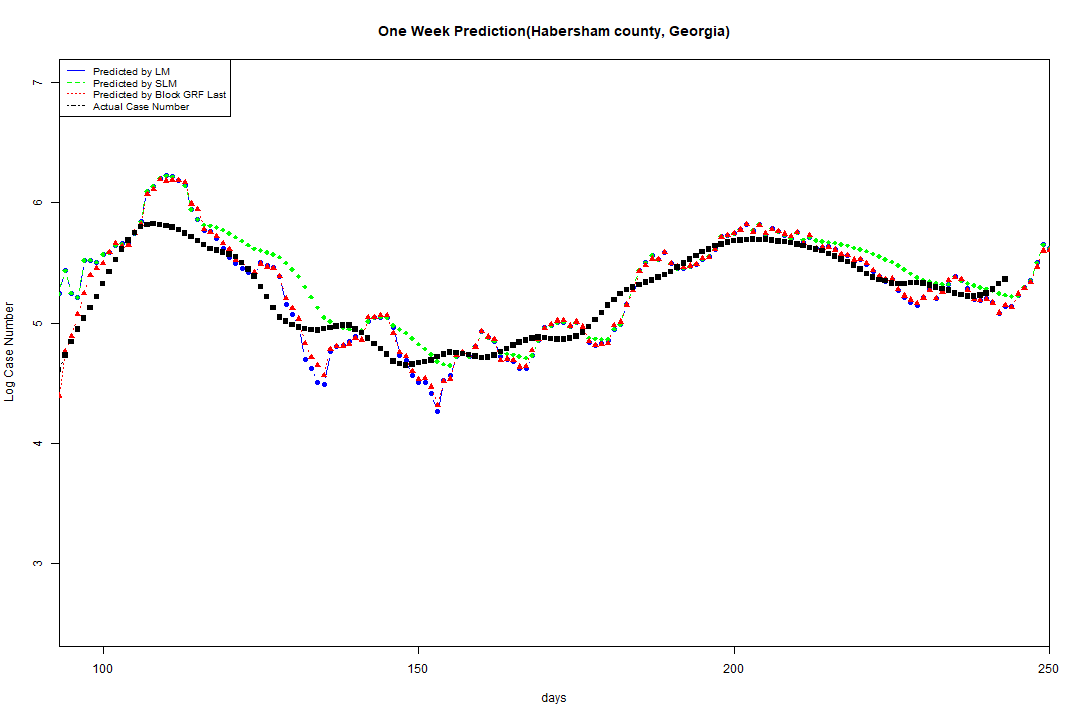 One Week Prediction(Habersham county, Georgia)
Predicted by LM
Predicted by SLM
Predicted by Block GRF Last
Actual Case Number
7
6
5
4
3
Log Case Number
100
150
200
250
days